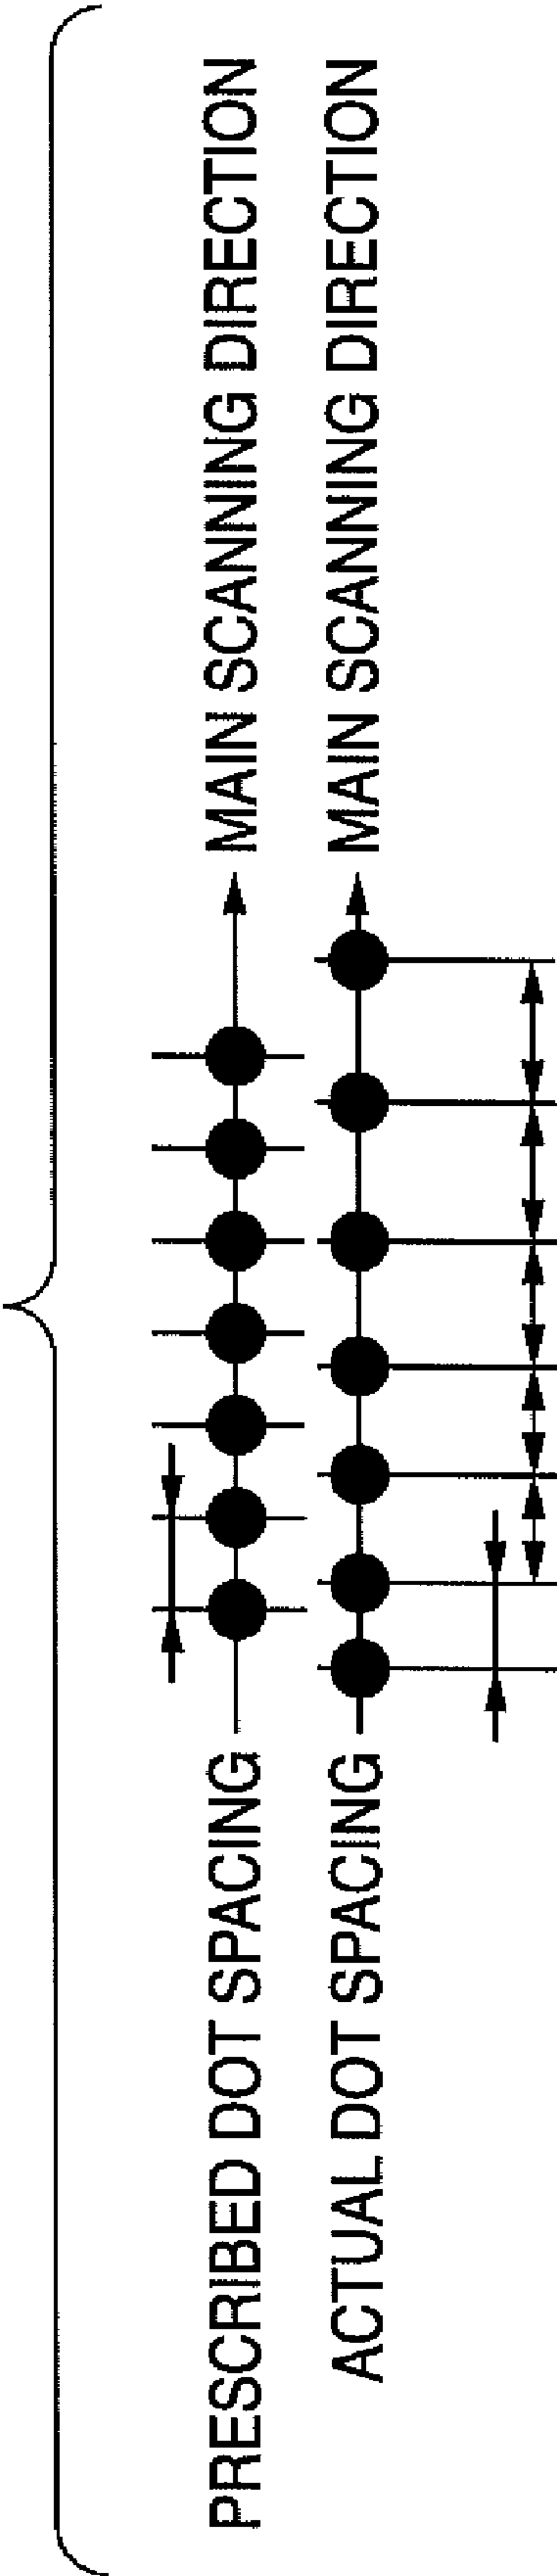 PRESCRIBED DOT SPACING MAIN SCANNING DIRECTION
ACTUAL DOT SPACING MAIN SCANNING DIRECTION